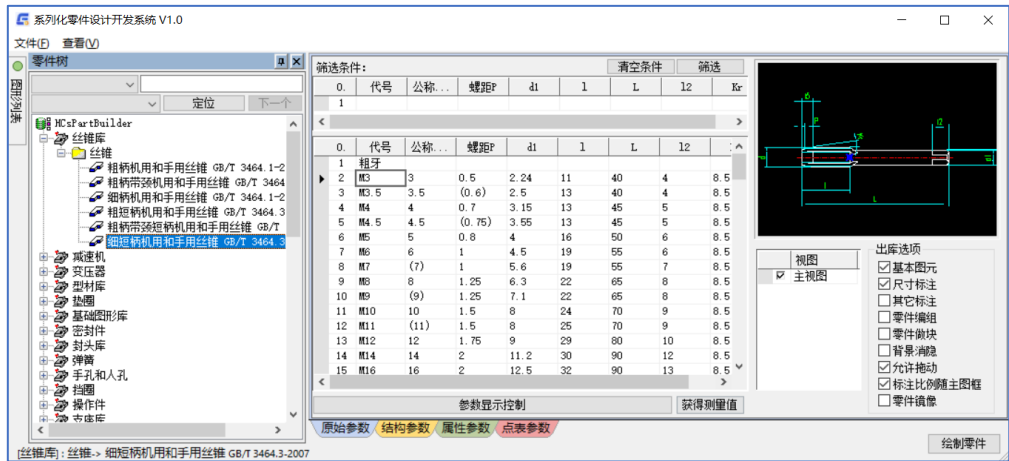 系列化零件设计开发系统 V1.0
文件(F) 查看(V)
图形列表
零件树
定位 下一个
HCsPartBuilder
丝锥库
丝锥
粗柄机用和手用丝锥 GB/T 3464.1-2
粗柄带颈机用和手用丝锥 GB/T 3464
细柄机用和手用丝锥 GB/T 3464.1-2
粗短柄机用和手用丝锥 GB/T 3464.3
粗柄带颈短柄机用和手用丝锥 GB/T
细短柄机用和手用丝锥 GB/T 3464.3
减速机
变压器
型材库
垫圈
基础图形库
密封件
封头库
弹簧
手孔和人孔
挡圈
操作件
支座库
筛选条件: 清空条件 筛选
0. 代号 公称... 螺距P d1 l L l2 Kr
1
0. 代号 公称... 螺距P d1 l L l2
1 粗牙
2 M3 3 0.5 2.24 11 40 4 8.5
3 M3.5 3.5 (0.6) 2.5 13 40 4 8.5
4 M4 4 0.7 3.15 13 45 5 8.5
5 M4.5 4.5 (0.75) 3.55 13 45 5 8.5
6 M5 5 0.8 4 16 50 6 8.5
7 M6 6 1 4.5 19 55 6 8.5
8 M7 (7) 1 5.6 19 55 7 8.5
9 M8 8 1.25 6.3 22 65 8 8.5
10 M9 (9) 1.25 7.1 22 65 8 8.5
11 M10 10 1.5 8 24 70 9 8.5
12 M11 (11) 1.5 8 25 70 9 8.5
13 M12 12 1.75 9 29 80 10 8.5
14 M14 14 2 11.2 30 90 12 8.5
15 M16 16 2 12.5 32 90 13 8.5
参数显示控制 获得测量值
原始参数 结构参数 属性参数 点表参数
l2
d1
l
L
视图
主视图
出库选项
基本图元
尺寸标注
其它标注
零件编组
零件做块
背景消隐
允许拖动
标注比例随主图框
零件镜像
绘制零件
[丝锥库]: 丝锥-> 细短柄机用和手用丝锥 GB/T 3464.3-2007